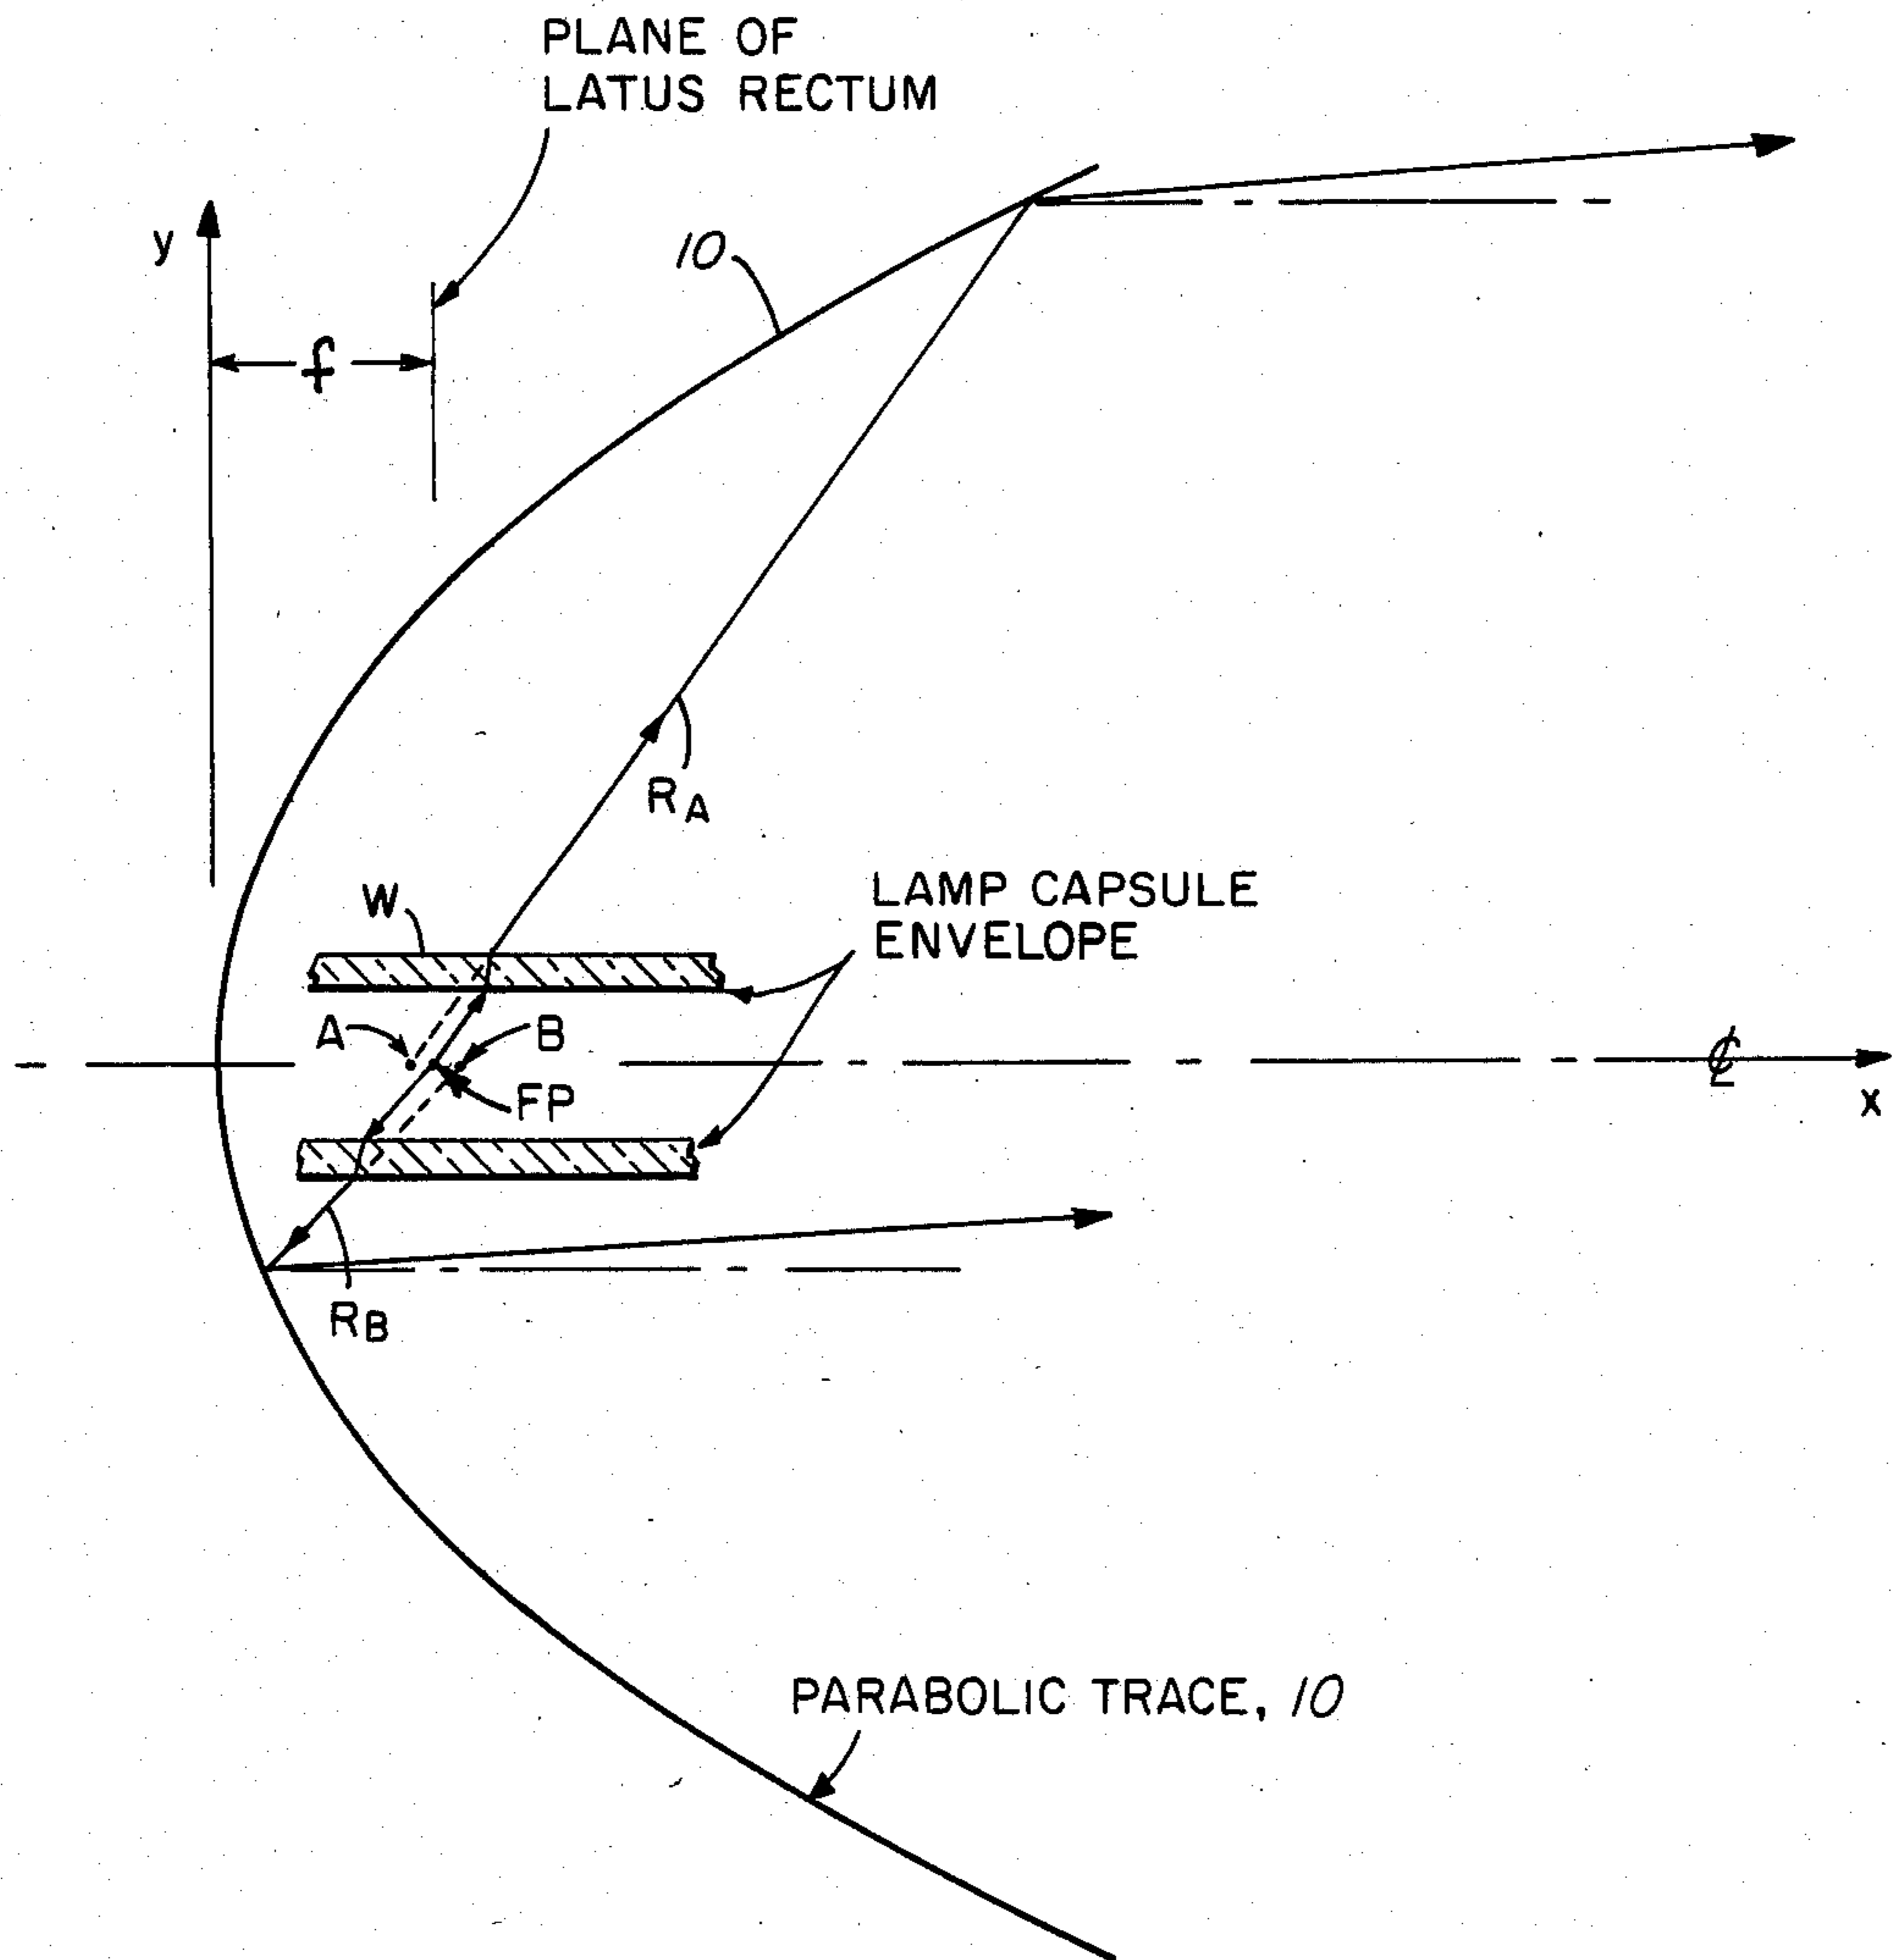 PLANE OF
LATUS RECTUM
y
10
f
RA
W
LAMP CAPSULE
ENVELOPE
A
B
FP
℄
x
RB
PARABOLIC TRACE, 10